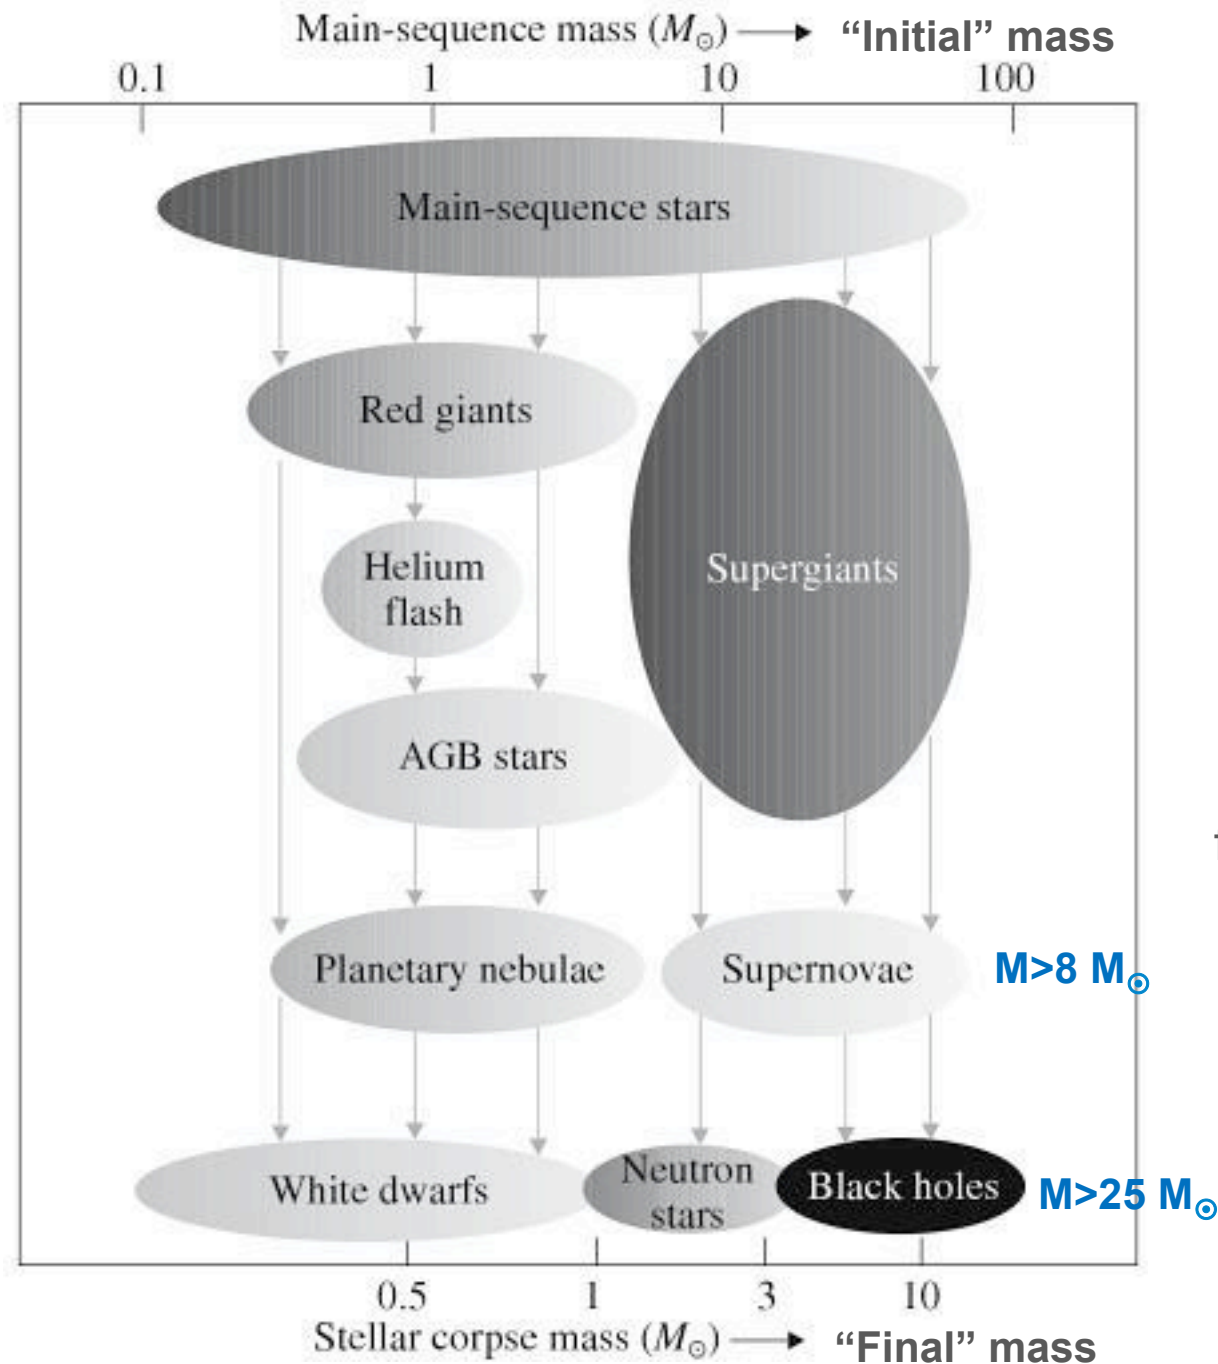 Main-sequence mass (M☉) → “Initial” mass
0.1 1 10 100
Main-sequence stars
Red giants
Helium
flash
Supergiants
AGB stars
Planetary nebulae
Supernovae
M>8 M☉
White dwarfs
Neutron
stars
Black holes
M>25 M☉
0.5 1 3 10
Stellar corpse mass (M☉) → “Final” mass